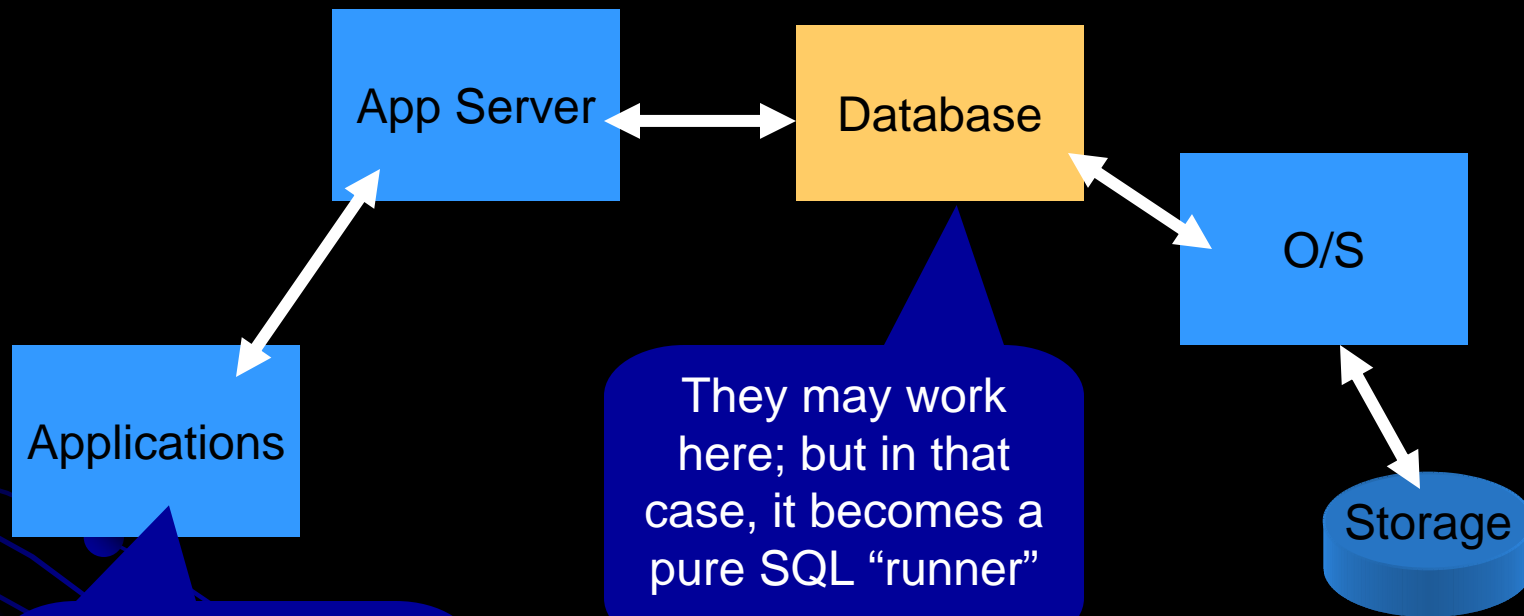 App Server
Database
O/S
Applications
They may work
here; but in that
case, it becomes a
pure SQL “runner”
Storage